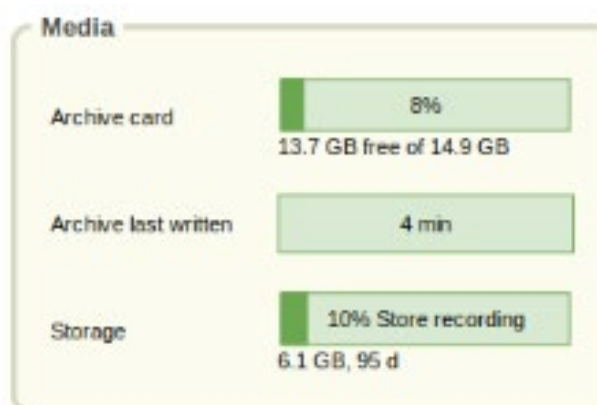 Media
Archive card
8%
13.7 GB free of 14.9 GB
Archive last written
4 min
Storage
10% Store recording
6.1 GB, 95 d